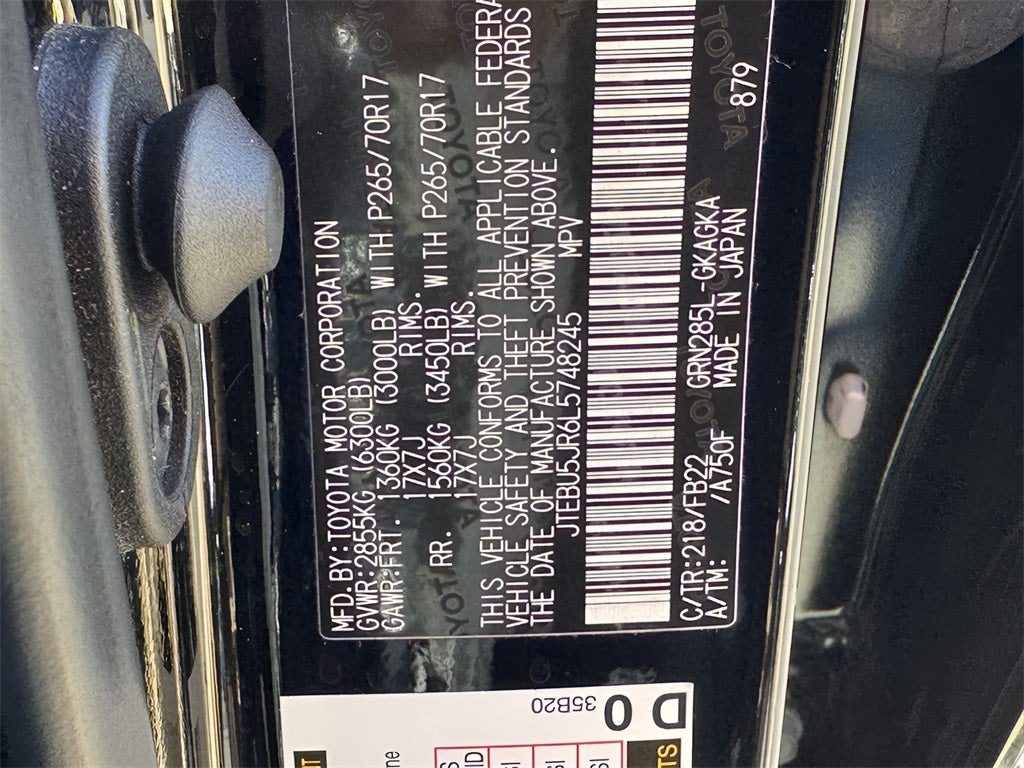 MFD.BY:TOYOTA MOTOR CORPORATION
GVWR:2855KG (6300LB)
GAWR:FRT. 1360KG (3000LB) WITH P265/70R17
17X7J RIMS.
RR. 1560KG (3450LB) WITH P265/70R17
17X7J RIMS.
THIS VEHICLE CONFORMS TO ALL APPLICABLE FEDERA
VEHICLE SAFETY AND THEFT PREVENTION STANDARDS
THE DATE OF MANUFACTURE SHOWN ABOVE.
JTEBU5JR6L5748245 MPV
C/TR:218/FB22 GRN285L-GKAGKA 879
A/TM: /A750F MADE IN JAPAN
TOYOTA
35B20
D 0